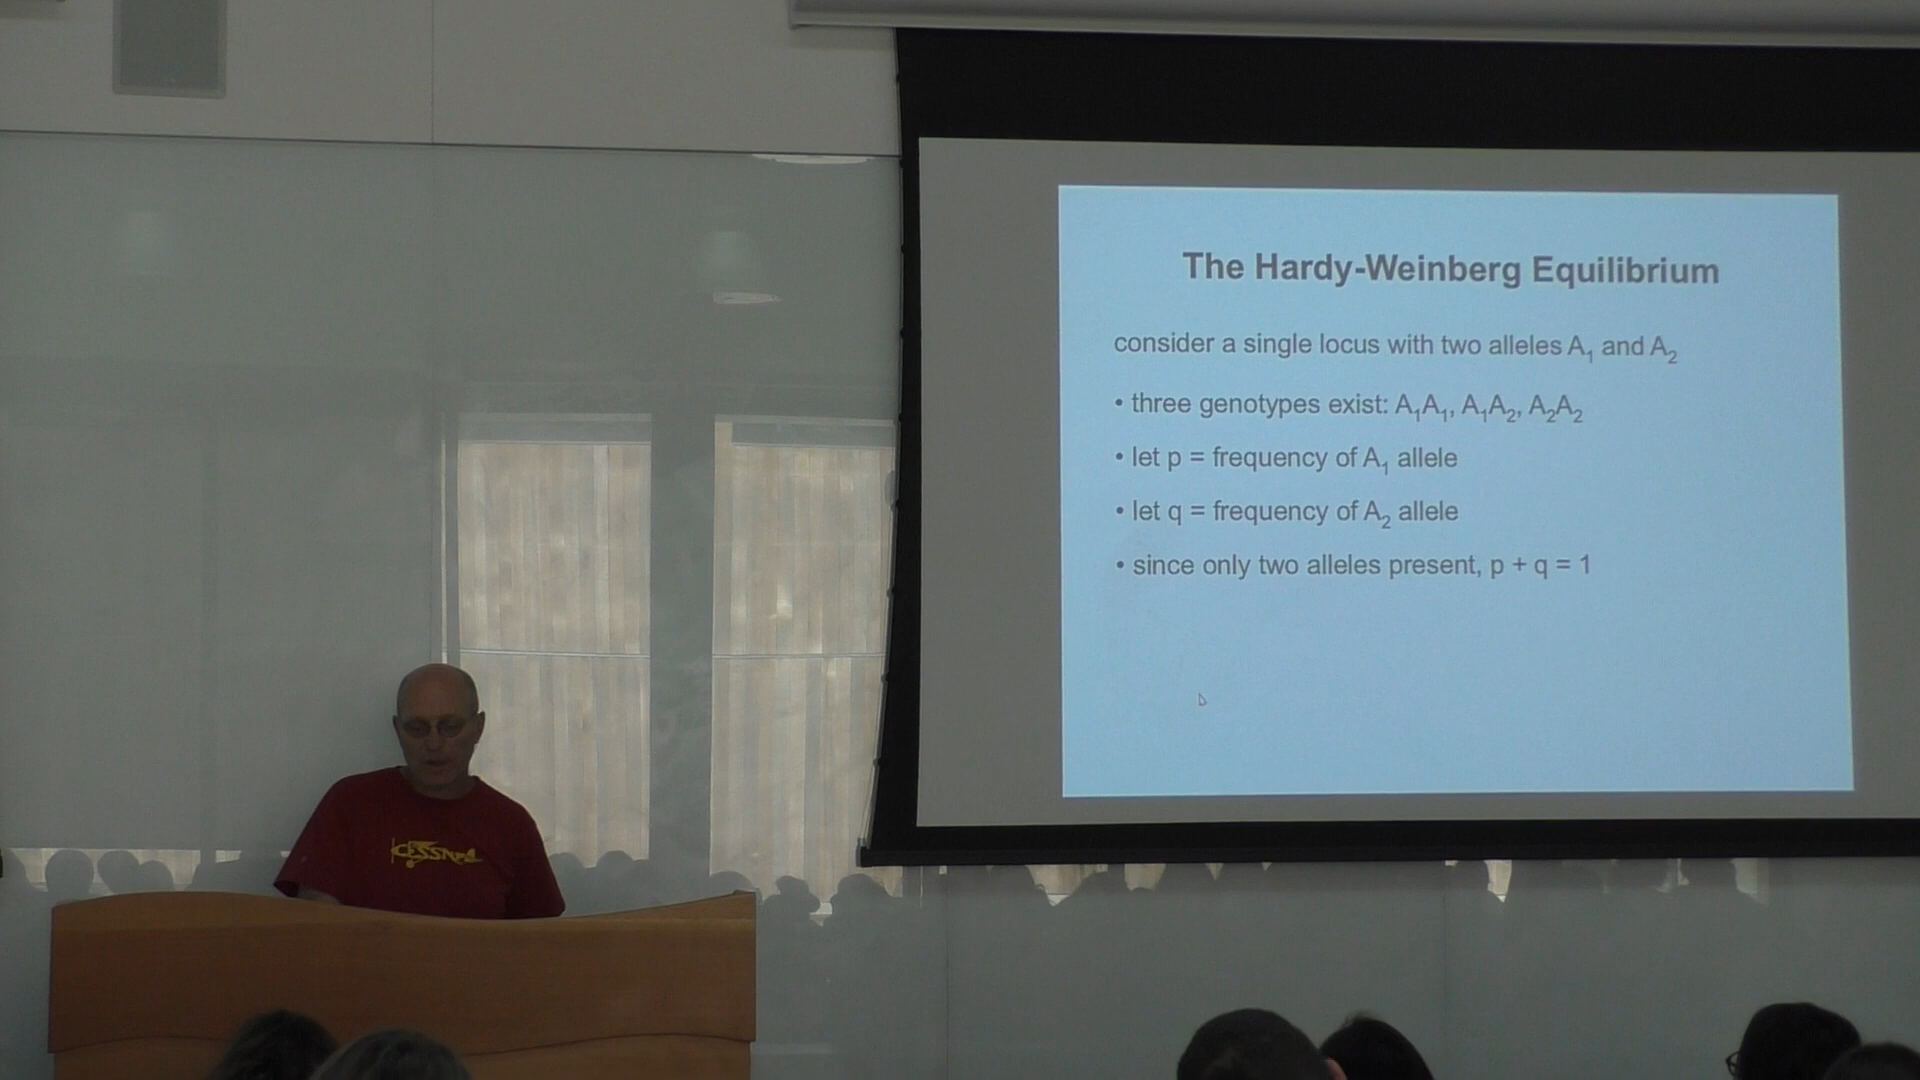 The Hardy-Weinberg Equilibrium
consider a single locus with two alleles A₁ and A₂
• three genotypes exist: A₁A₁, A₁A₂, A₂A₂
• let p = frequency of A₁ allele
• let q = frequency of A₂ allele
• since only two alleles present, p + q = 1
CESSNA